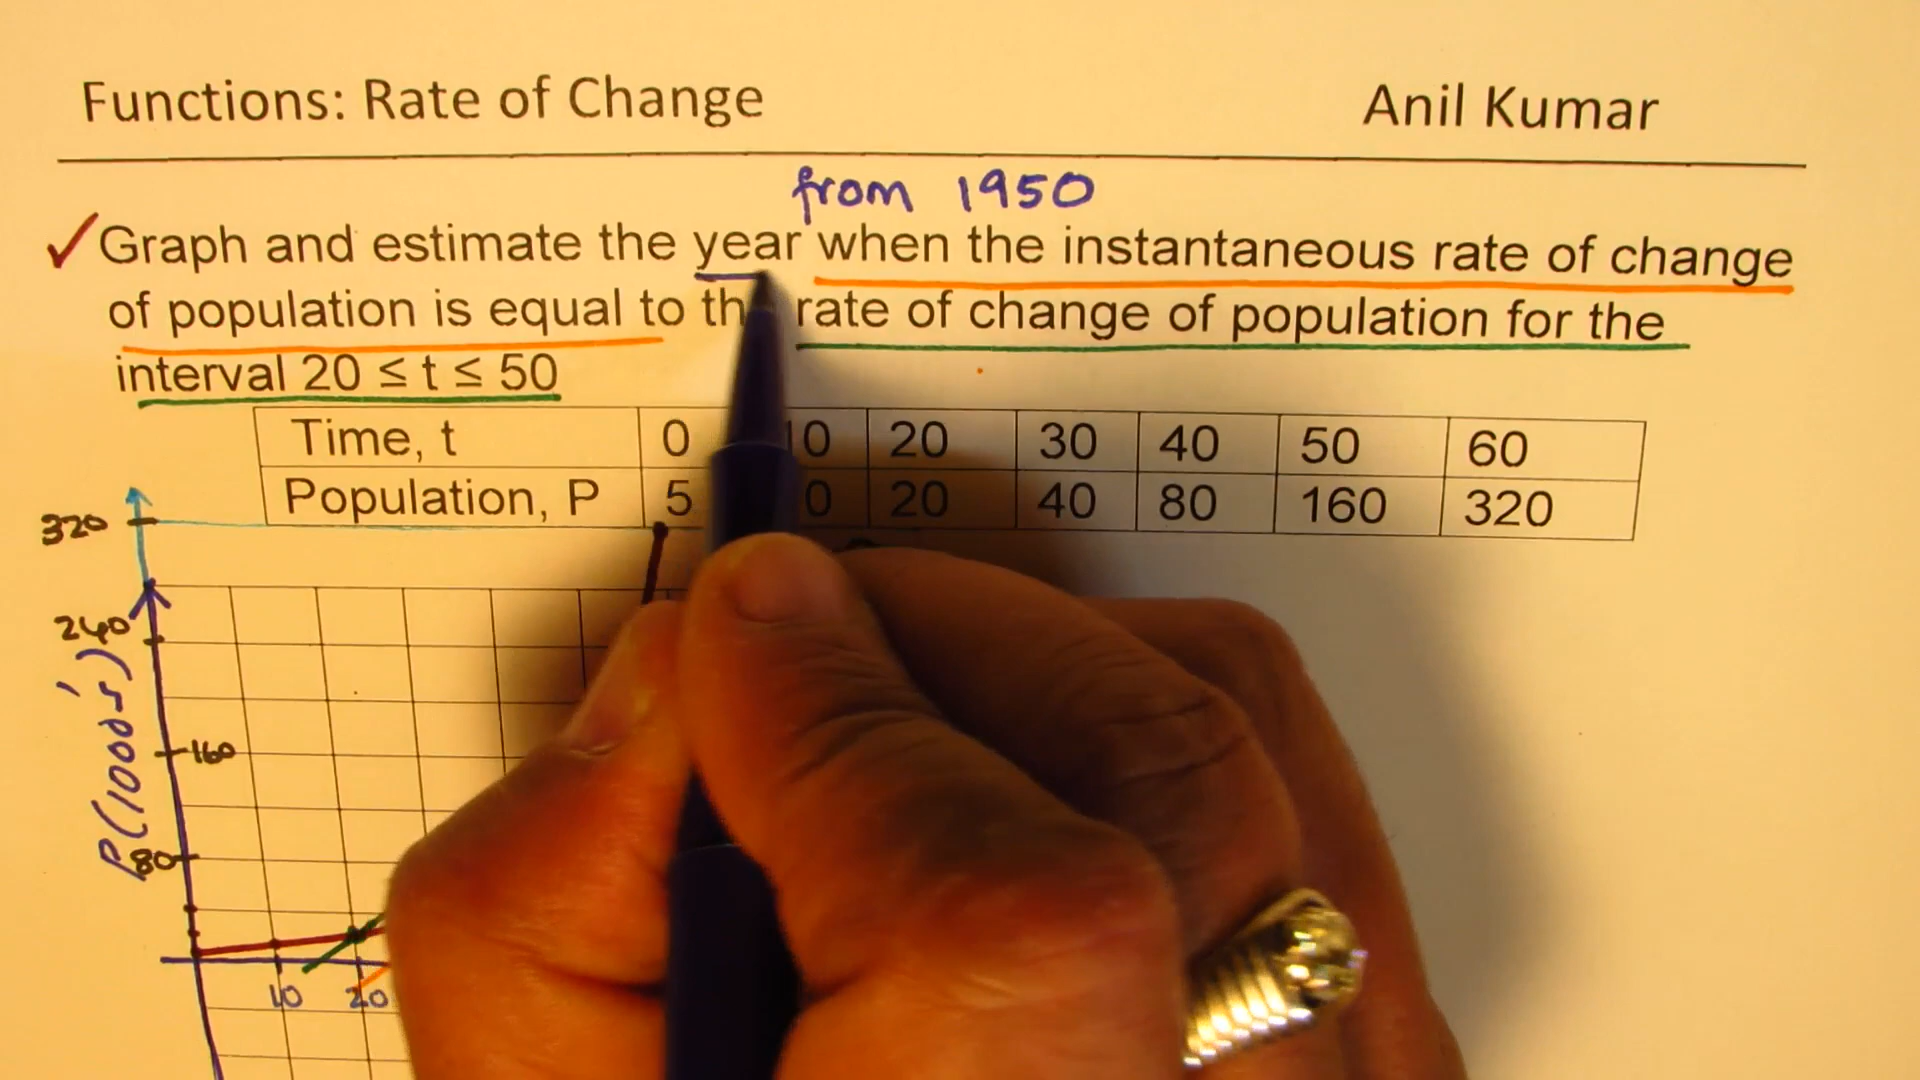 Functions: Rate of Change Anil Kumar
from 1950
✓Graph and estimate the year when the instantaneous rate of change
of population is equal to rate of change of population for the
interval 20 ≤ t ≤ 50
Time, t 0 20 30 40 50 60
Population, P 5 20 40 80 160 320
320
240
160
P(1000's)
80
10 20